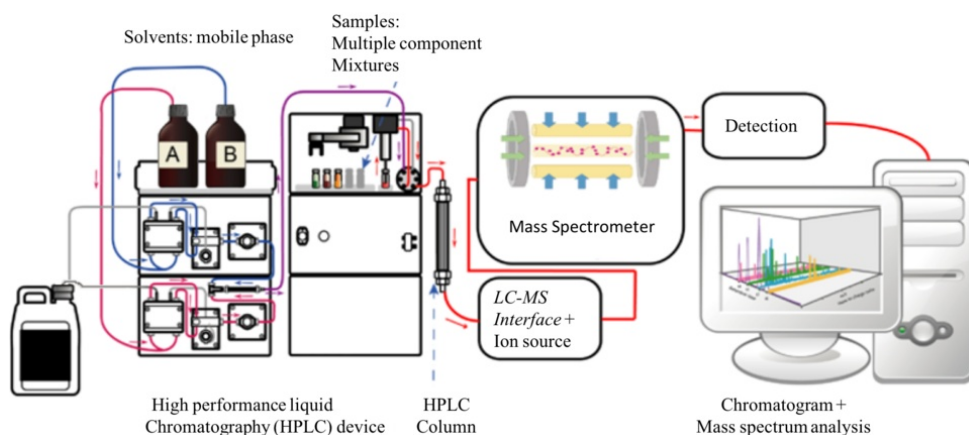 Solvents: mobile phase
Samples:
Multiple component
Mixtures
A
B
Mass Spectrometer
Detection
LC-MS
Interface +
Ion source
High performance liquid
Chromatography (HPLC) device
HPLC
Column
Chromatogram +
Mass spectrum analysis